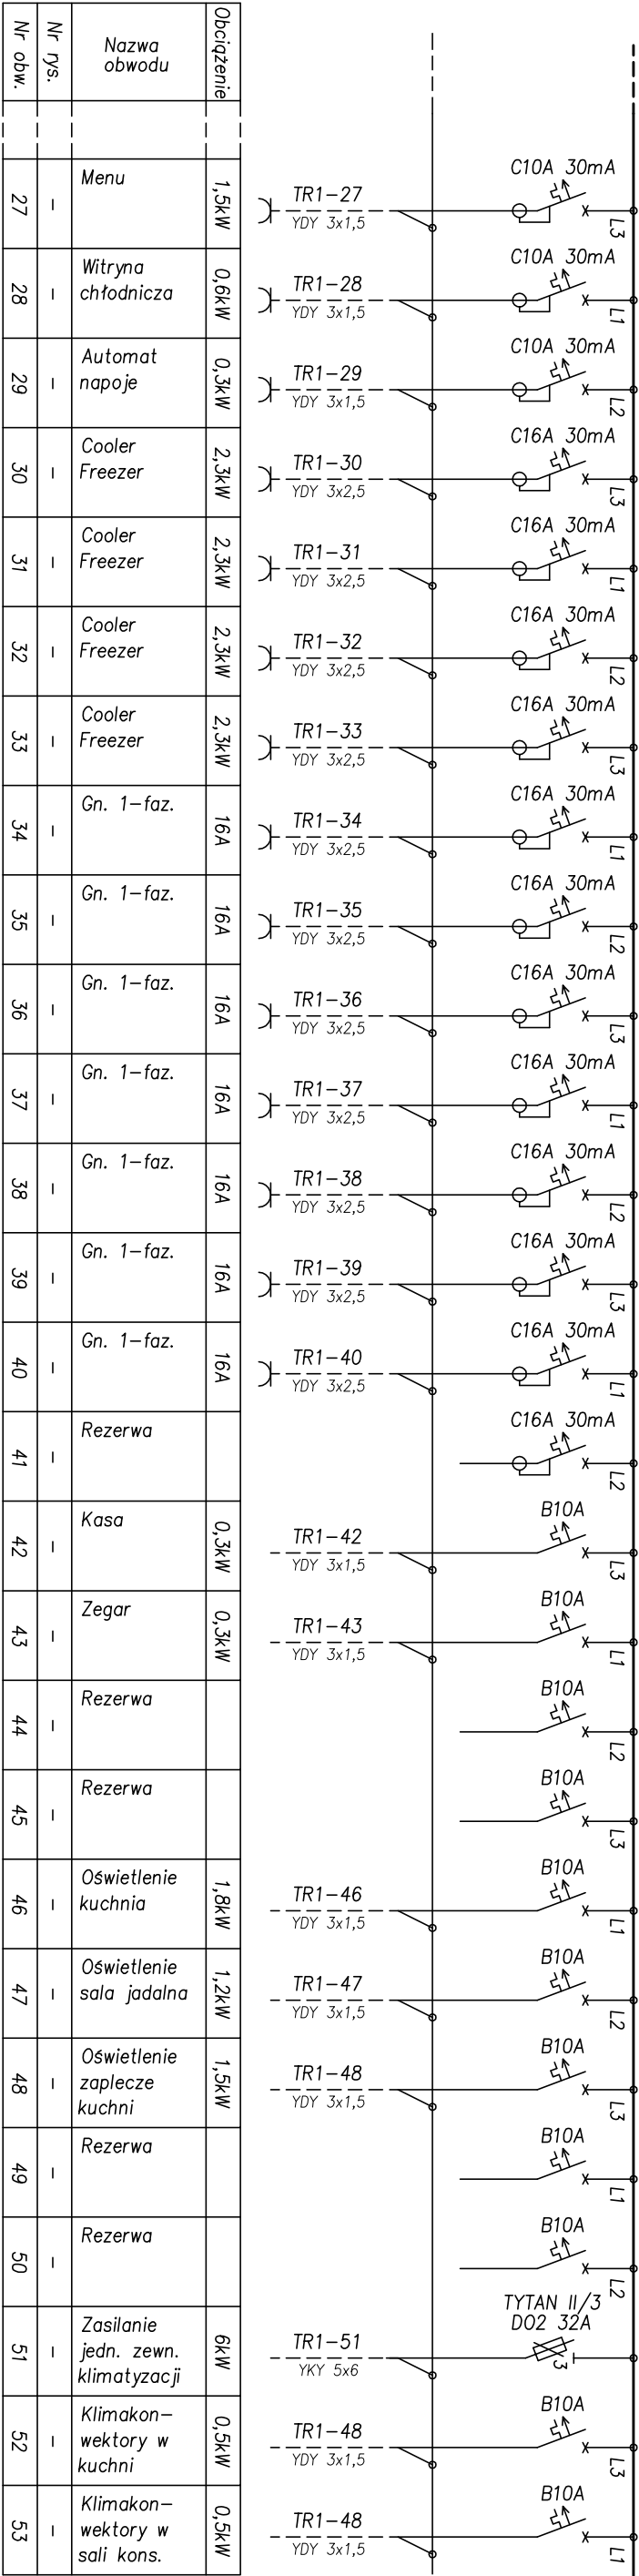 Nr obw.
Nr rys.
Nazwa
obwodu
Obciążenie
27
–
Menu
1,5kW
TR1-27
YDY 3x1,5
C10A 30mA
L3
28
–
Witryna
chłodnicza
0,6kW
TR1-28
YDY 3x1,5
C10A 30mA
L1
29
–
Automat
napoje
0,3kW
TR1-29
YDY 3x1,5
C10A 30mA
L2
30
–
Cooler
Freezer
2,3kW
TR1-30
YDY 3x2,5
C16A 30mA
L3
31
–
Cooler
Freezer
2,3kW
TR1-31
YDY 3x2,5
C16A 30mA
L1
32
–
Cooler
Freezer
2,3kW
TR1-32
YDY 3x2,5
C16A 30mA
L2
33
–
Cooler
Freezer
2,3kW
TR1-33
YDY 3x2,5
C16A 30mA
L3
34
–
Gn. 1-faz.
16A
TR1-34
YDY 3x2,5
C16A 30mA
L1
35
–
Gn. 1-faz.
16A
TR1-35
YDY 3x2,5
C16A 30mA
L2
36
–
Gn. 1-faz.
16A
TR1-36
YDY 3x2,5
C16A 30mA
L3
37
–
Gn. 1-faz.
16A
TR1-37
YDY 3x2,5
C16A 30mA
L1
38
–
Gn. 1-faz.
16A
TR1-38
YDY 3x2,5
C16A 30mA
L2
39
–
Gn. 1-faz.
16A
TR1-39
YDY 3x2,5
C16A 30mA
L3
40
–
Gn. 1-faz.
16A
TR1-40
YDY 3x2,5
C16A 30mA
L1
41
–
Rezerwa
C16A 30mA
L2
42
–
Kasa
0,3kW
TR1-42
YDY 3x1,5
B10A
L3
43
–
Zegar
0,3kW
TR1-43
YDY 3x1,5
B10A
L1
44
–
Rezerwa
B10A
L2
45
–
Rezerwa
B10A
L3
46
–
Oświetlenie
kuchnia
1,8kW
TR1-46
YDY 3x1,5
B10A
L1
47
–
Oświetlenie
sala jadalna
1,2kW
TR1-47
YDY 3x1,5
B10A
L2
48
–
Oświetlenie
zaplecze
kuchni
1,5kW
TR1-48
YDY 3x1,5
B10A
L3
49
–
Rezerwa
B10A
L1
50
–
Rezerwa
B10A
L2
51
–
Zasilanie
jedn. zewn.
klimatyzacji
6kW
TR1-51
YKY 5x6
TYTAN II/3
D02 32A
3
52
–
Klimakon-
wektory w
kuchni
0,5kW
TR1-48
YDY 3x1,5
B10A
L3
53
–
Klimakon-
wektory w
sali kons.
0,5kW
TR1-48
YDY 3x1,5
B10A
L1